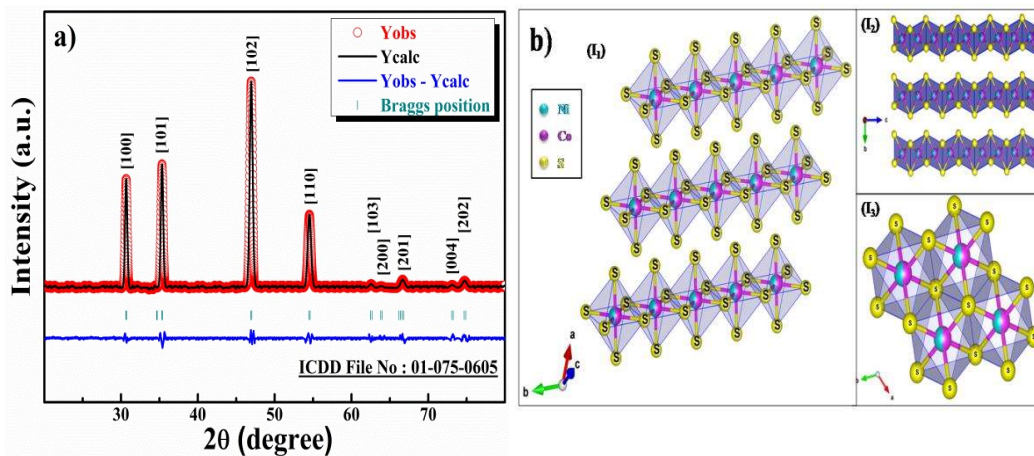 a)
Yobs
Ycalc
Yobs - Ycalc
Braggs position
[100]
[101]
[102]
[110]
[103]
[200]
[201]
[004]
[202]
Intensity (a.u.)
ICDD File No : 01-075-0605
30 40 50 60 70
2θ (degree)
b)
(I₁)
Ni
Co
S
S S S S S
S S S S S S S S S S
S S S S S
S S S S S
S S S S S S S S S S
S S S S S
S S S S S
S S S S S S S S S S
S S S S S
a
c
b
(I₂)
c
b
(I₃)
S S S S S S S S S S S S
b
a